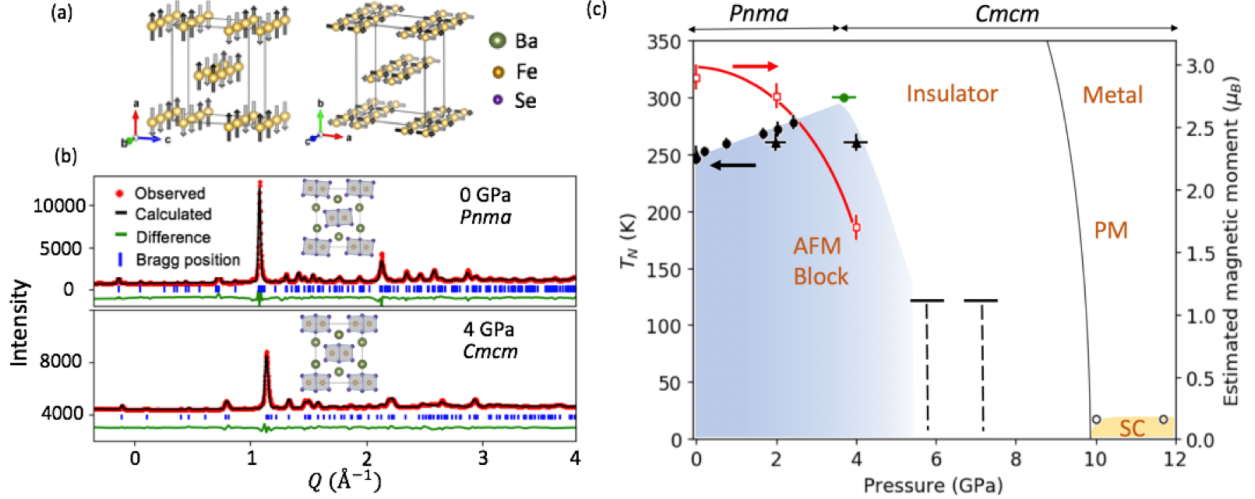 (a)
a
b
c
b
c
a
Ba
Fe
Se
(b)
Observed
Calculated
Difference
Bragg position
0 GPa
Pnma
10000
5000
0
4 GPa
Cmcm
8000
4000
Intensity
0 1 2 3 4
Q (Å⁻¹)
(c)
Pnma Cmcm
350
300
250
200
150
100
50
0
T_N (K)
Insulator
Metal
AFM
Block
PM
SC
3.0
2.5
2.0
1.5
1.0
0.5
0.0
Estimated magnetic moment (μ_B)
0 2 4 6 8 10 12
Pressure (GPa)